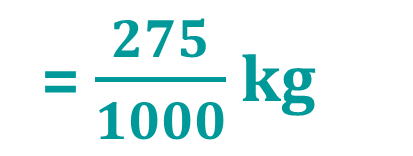 = 275/1000 kg